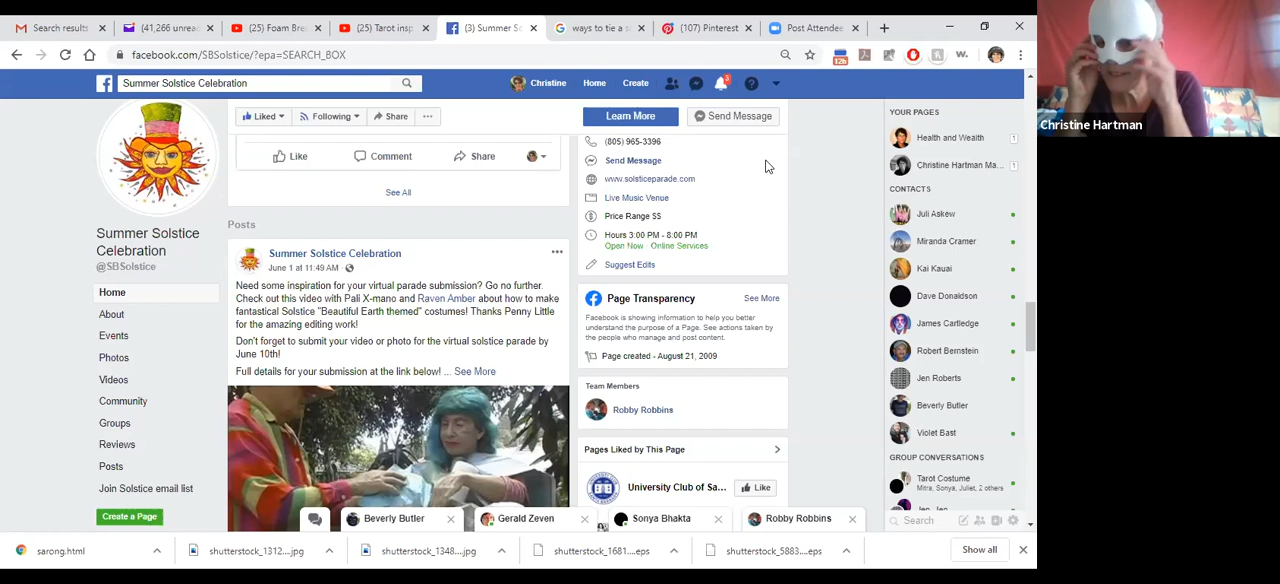 Search results
(41,266 unrea
(25) Foam Bre
(25) Tarot insp
(3) Summer S
ways to tie a s
(107) Pinterest
Post Attendee
facebook.com/SBSolstice/?epa=SEARCH_BOX
12h
W.
Summer Solstice Celebration
Christine
Home
Create
3
Christine Hartman
Liked
Following
Share
Learn More
Send Message
Like
Comment
Share
See All
Posts
Summer Solstice Celebration
June 1 at 11:49 AM
Need some inspiration for your virtual parade submission? Go no further.
Check out this video with Pali X-mano and Raven Amber about how to make
fantastical Solstice "Beautiful Earth themed" costumes! Thanks Penny Little
for the amazing editing work!
Don't forget to submit your video or photo for the virtual solstice parade by
June 10th!
Full details for your submission at the link below! ... See More
Summer Solstice
Celebration
@SBSolstice
Home
About
Events
Photos
Videos
Community
Groups
Reviews
Posts
Join Solstice email list
Create a Page
(805) 965-3396
Send Message
www.solsticeparade.com
Live Music Venue
Price Range $$
Hours 3:00 PM - 8:00 PM
Open Now · Online Services
Suggest Edits
Page Transparency
See More
Facebook is showing information to help you better
understand the purpose of a Page. See actions taken by
the people who manage and post content.
Page created - August 21, 2009
Team Members
Robby Robbins
Pages Liked by This Page
University Club of Sa...
Like
YOUR PAGES
Health and Wealth
1
Christine Hartman Ma...
1
CONTACTS
Juli Askew
Miranda Cramer
Kai Kauai
Dave Donaldson
James Cartledge
Robert Bernstein
Jen Roberts
Beverly Butler
Violet Bast
GROUP CONVERSATIONS
Tarot Costume
Mitra, Sonya, Juliet, 2 others
Search
Beverly Butler
Gerald Zeven
Sonya Bhakta
Robby Robbins
sarong.html
shutterstock_1312....jpg
shutterstock_1348....jpg
shutterstock_1681....eps
shutterstock_5883....eps
Show all